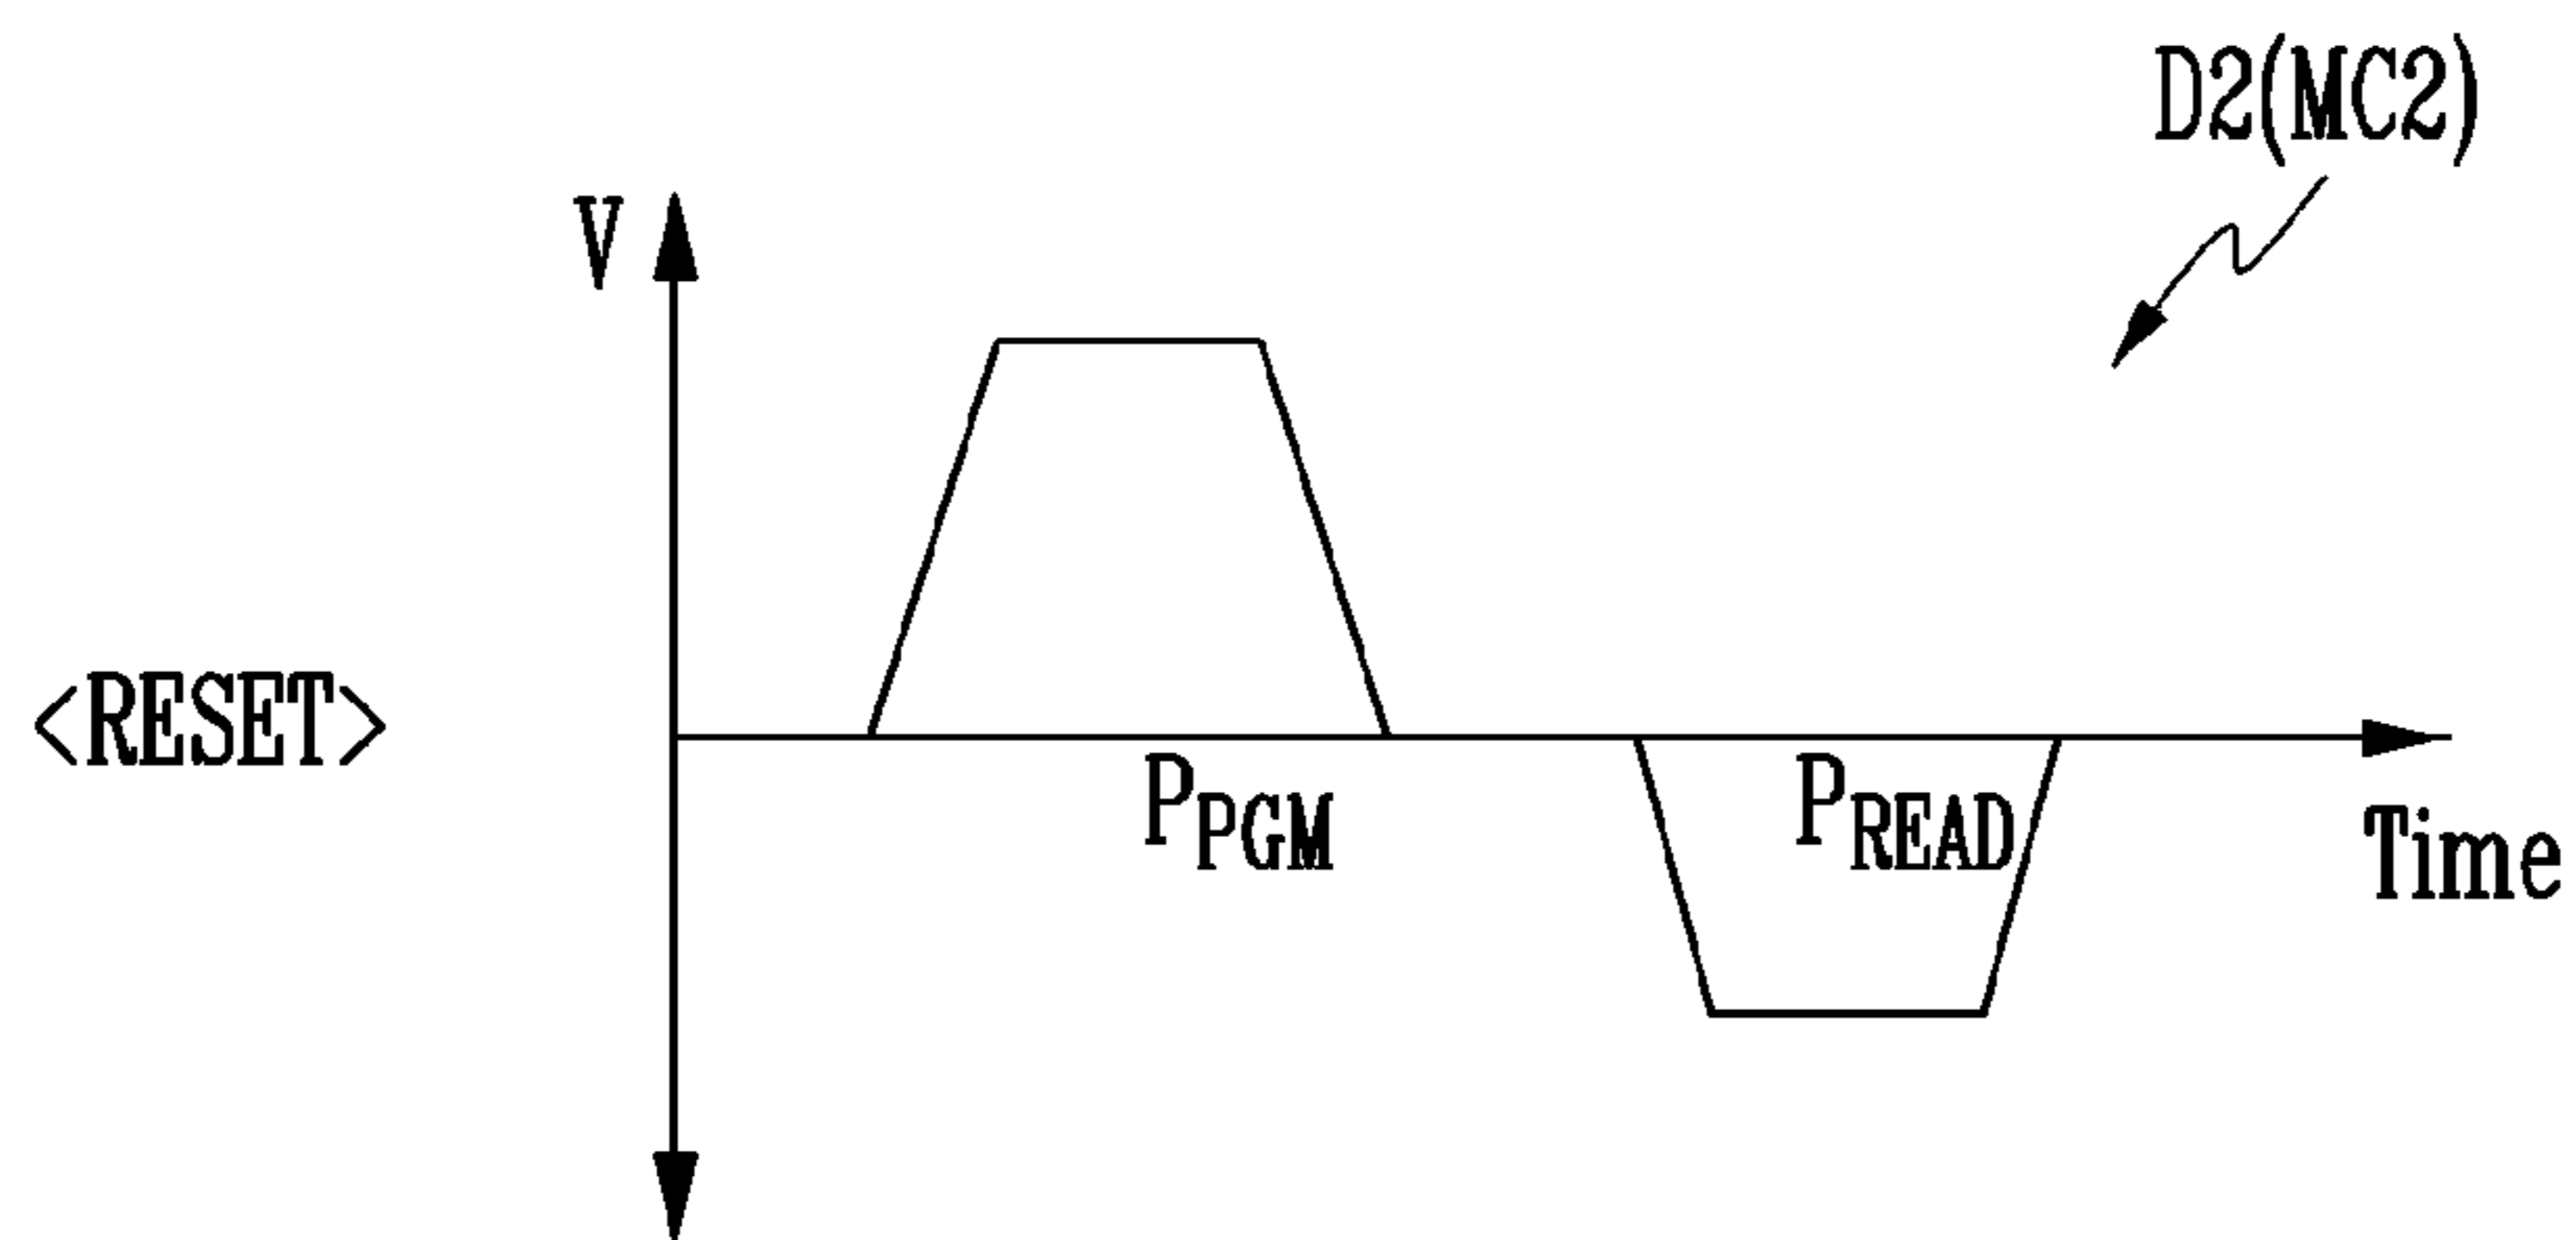 D2(MC2)
V
<RESET>
PPGM
PREAD
Time